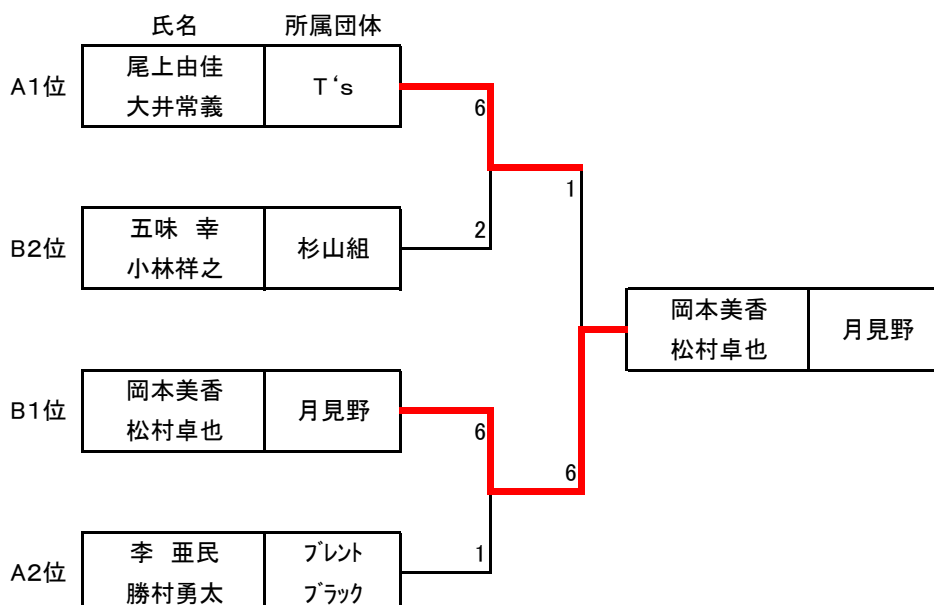 氏名 所属団体
A1位 尾上由佳 T‘s
大井常義
6
1
B2位 五味 幸 杉山組
小林祥之
2
岡本美香 月見野
松村卓也
B1位 岡本美香 月見野
松村卓也
6
6
A2位 李 亜民 ブレント
勝村勇太 ブラック
1